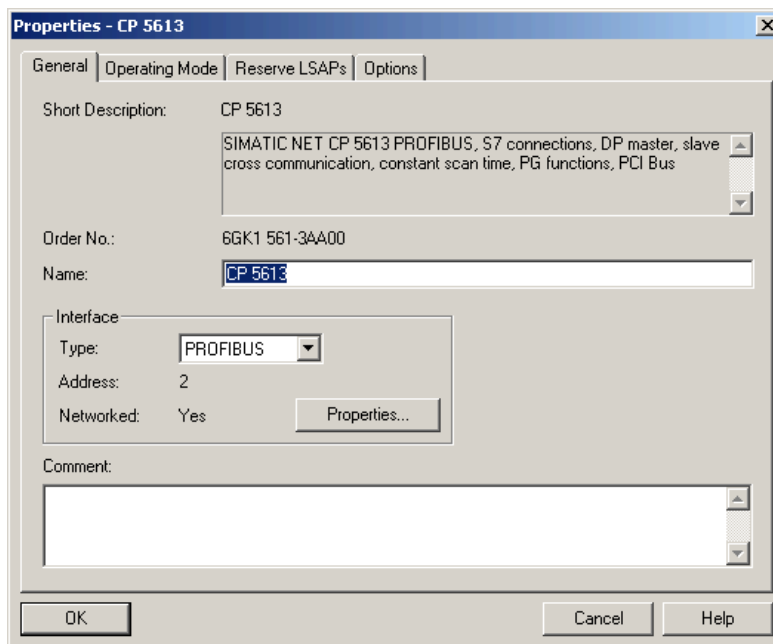 Properties - CP 5613
General Operating Mode Reserve LSAPs Options
Short Description: CP 5613
SIMATIC NET CP 5613 PROFIBUS, S7 connections, DP master, slave
cross communication, constant scan time, PG functions, PCI Bus
Order No.: 6GK1 561-3AA00
Name: CP 5613
Interface
Type: PROFIBUS
Address: 2
Networked: Yes Properties...
Comment:
OK Cancel Help